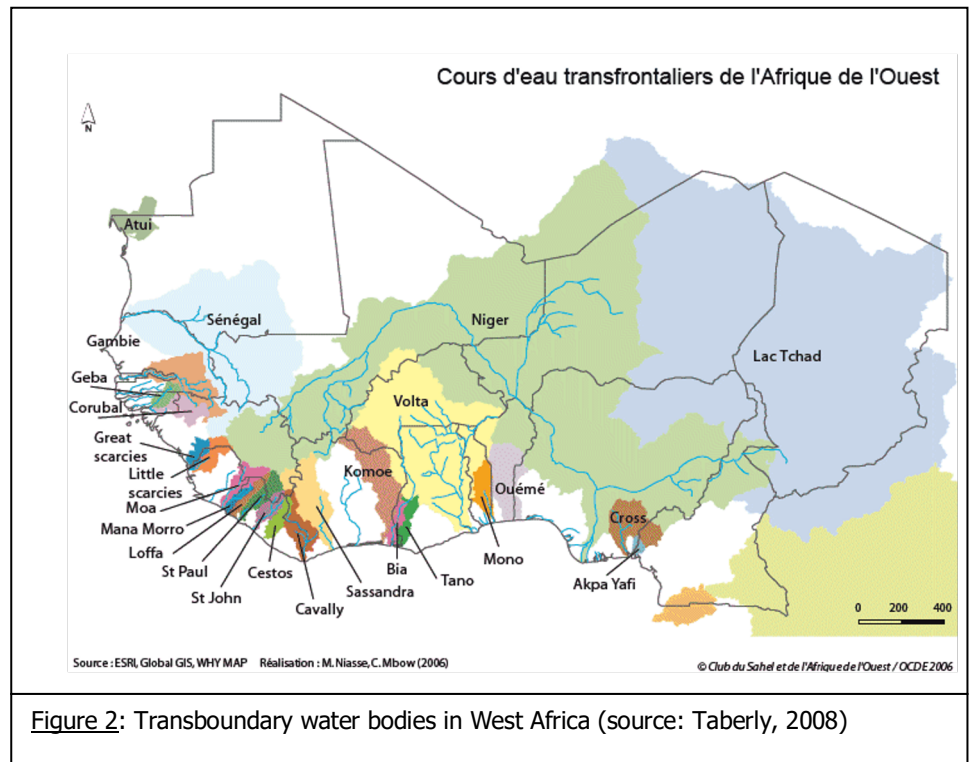 Cours d'eau transfrontaliers de l'Afrique de l'Ouest
N
Atui
Sénégal
Niger
Gambie
Lac Tchad
Geba
Volta
Corubal
Great
scarcies
Komoe
Little
scarcies
Ouémé
Moa
Cross
Mana Morro
Loffa
Mono
St Paul
Cestos
Bia
Tano
Akpa Yafi
St John
Sassandra
Cavally
0 200 400
Source : ESRI, Global GIS, WHY MAP Réalisation : M. Niasse, C. Mbow (2006)
© Club du Sahel et de l'Afrique de l'Ouest / OCDE 2006
Figure 2: Transboundary water bodies in West Africa (source: Taberly, 2008)